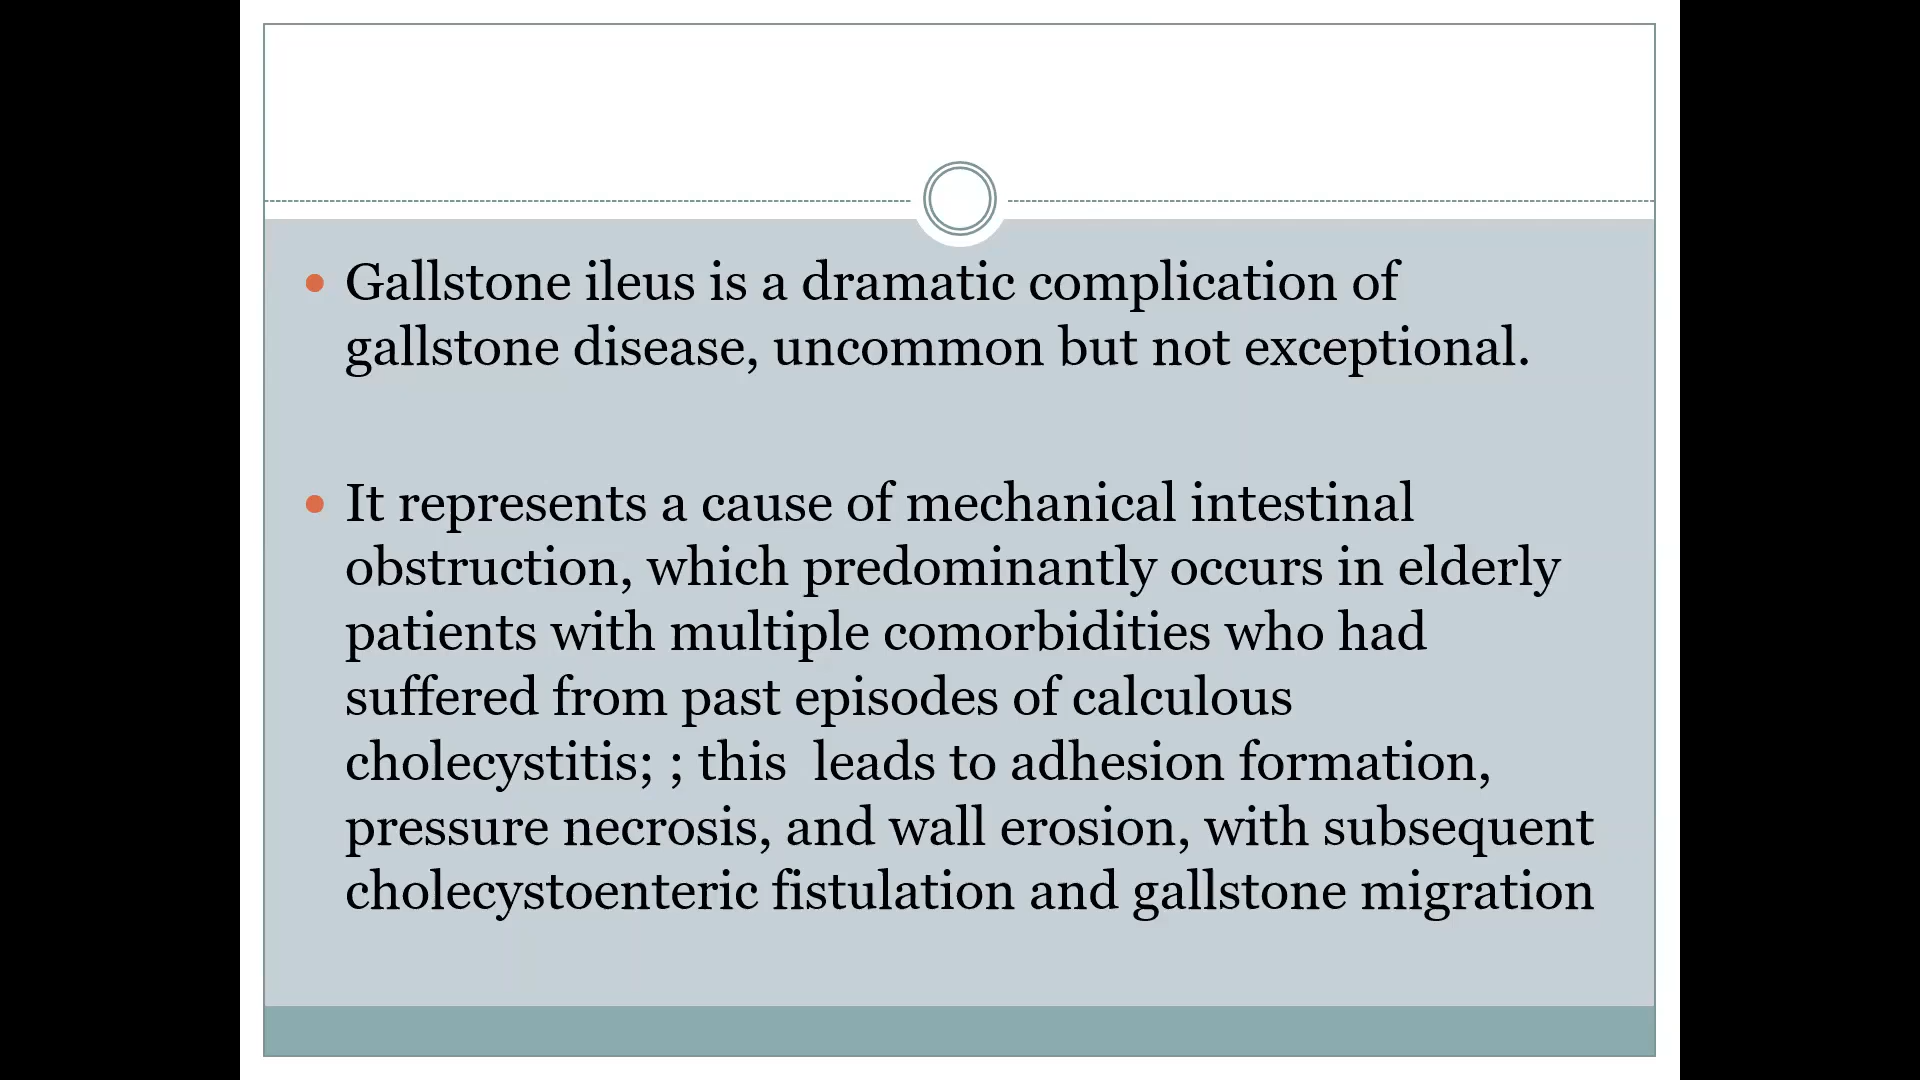 Gallstone ileus is a dramatic complication of
gallstone disease, uncommon but not exceptional.
It represents a cause of mechanical intestinal
obstruction, which predominantly occurs in elderly
patients with multiple comorbidities who had
suffered from past episodes of calculous
cholecystitis; ; this  leads to adhesion formation,
pressure necrosis, and wall erosion, with subsequent
cholecystoenteric fistulation and gallstone migration